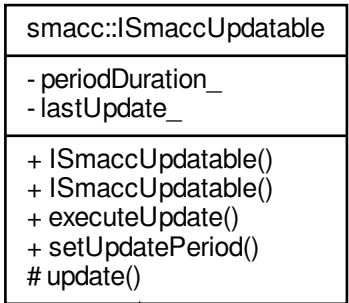 smacc::ISmaccUpdatable
- periodDuration_
- lastUpdate_
+ ISmaccUpdatable()
+ ISmaccUpdatable()
+ executeUpdate()
+ setUpdatePeriod()
# update()